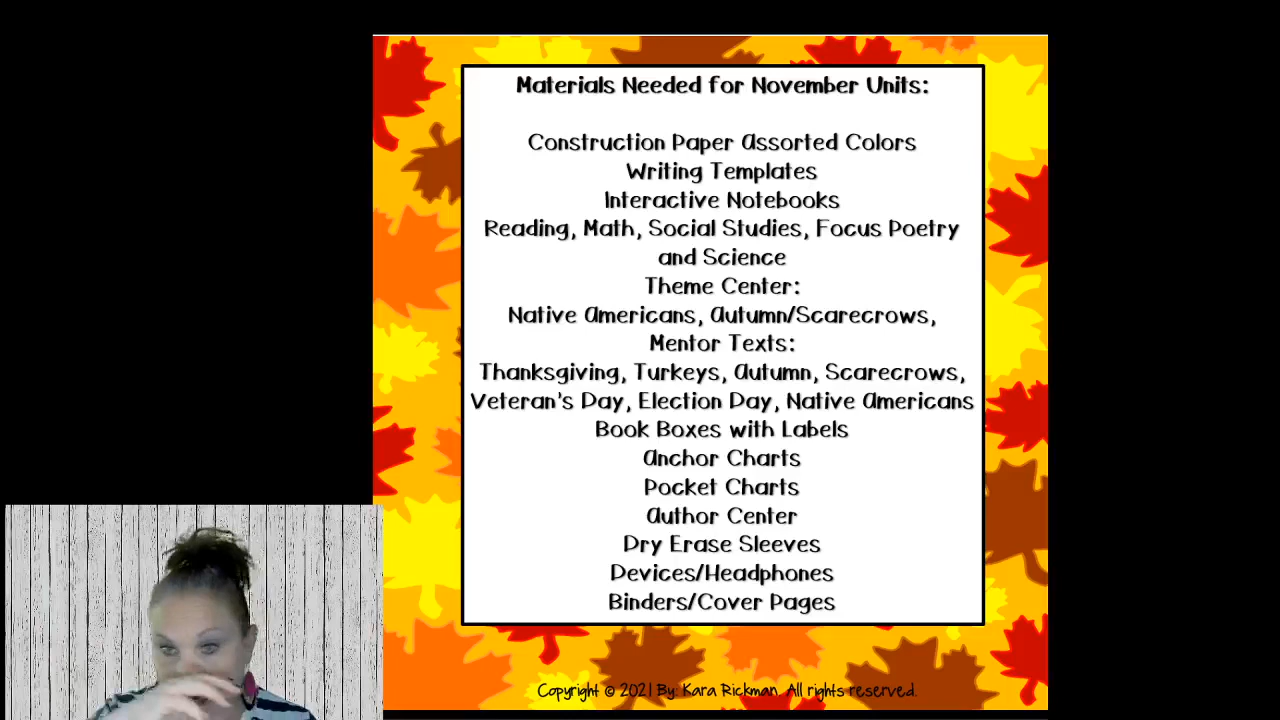 Materials Needed for November Units:
Construction Paper Assorted Colors
Writing Templates
Interactive Notebooks
Reading, Math, Social Studies, Focus Poetry
and Science
Theme Center:
Native Americans, Autumn/Scarecrows,
Mentor Texts:
Thanksgiving, Turkeys, Autumn, Scarecrows,
Veteran's Day, Election Day, Native Americans
Book Boxes with Labels
Anchor Charts
Pocket Charts
Author Center
Dry Erase Sleeves
Devices/Headphones
Binders/Cover Pages
Copyright © 2021 By: Kara Rickman. All rights reserved.